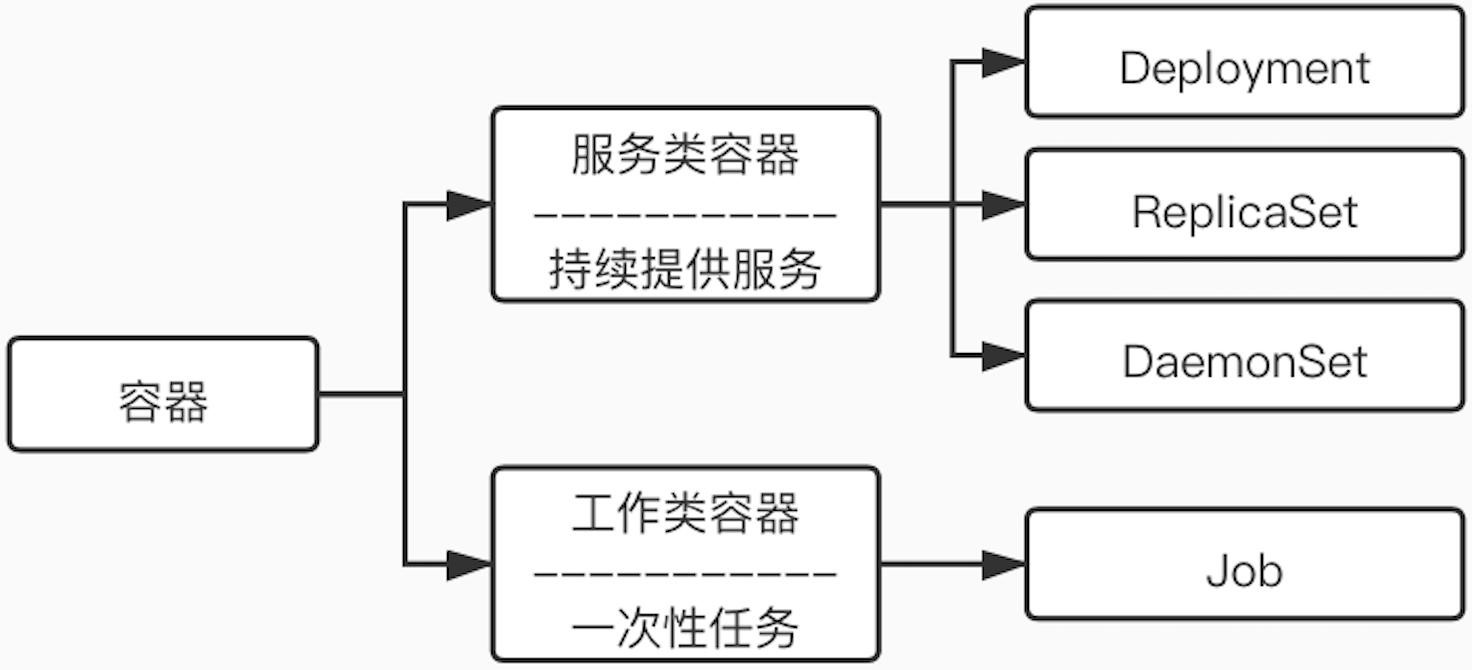 容器
服务类容器
-----------
持续提供服务
工作类容器
-----------
一次性任务
Deployment
ReplicaSet
DaemonSet
Job